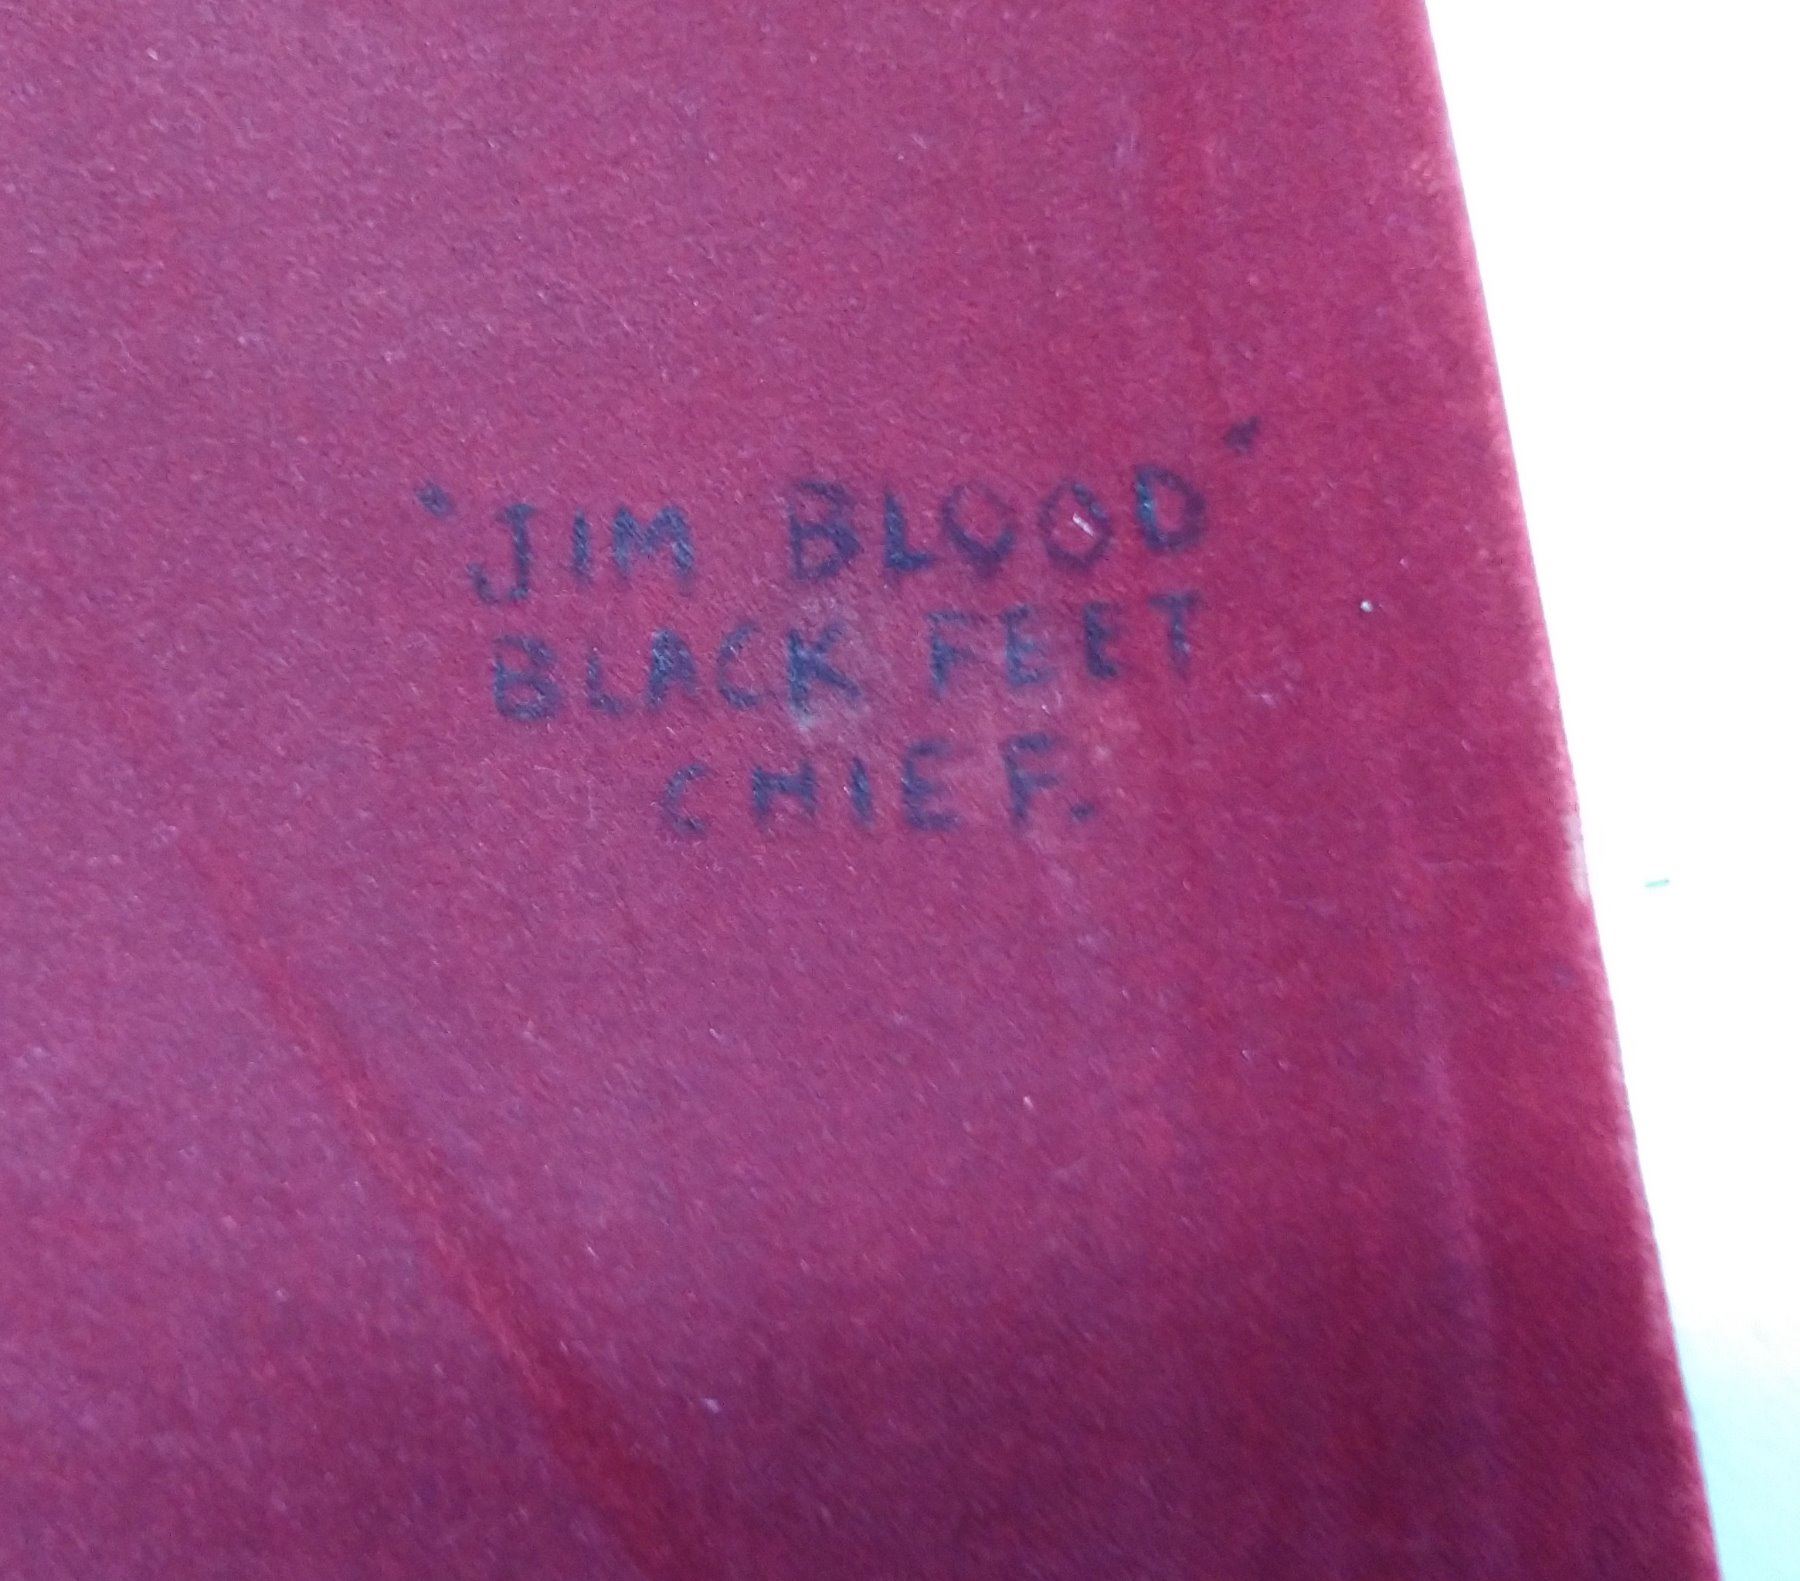 "JIM BLOOD"
BLACK FEET
CHIEF.